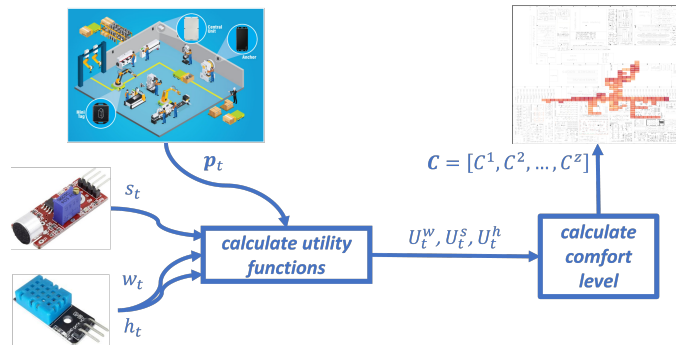 Central
Unit
Anchor
Mini
Tag
p_t
C = [C^1, C^2, ..., C^z]
s_t
calculate utility
functions
U_t^w, U_t^s, U_t^h
calculate
comfort
level
w_t
h_t